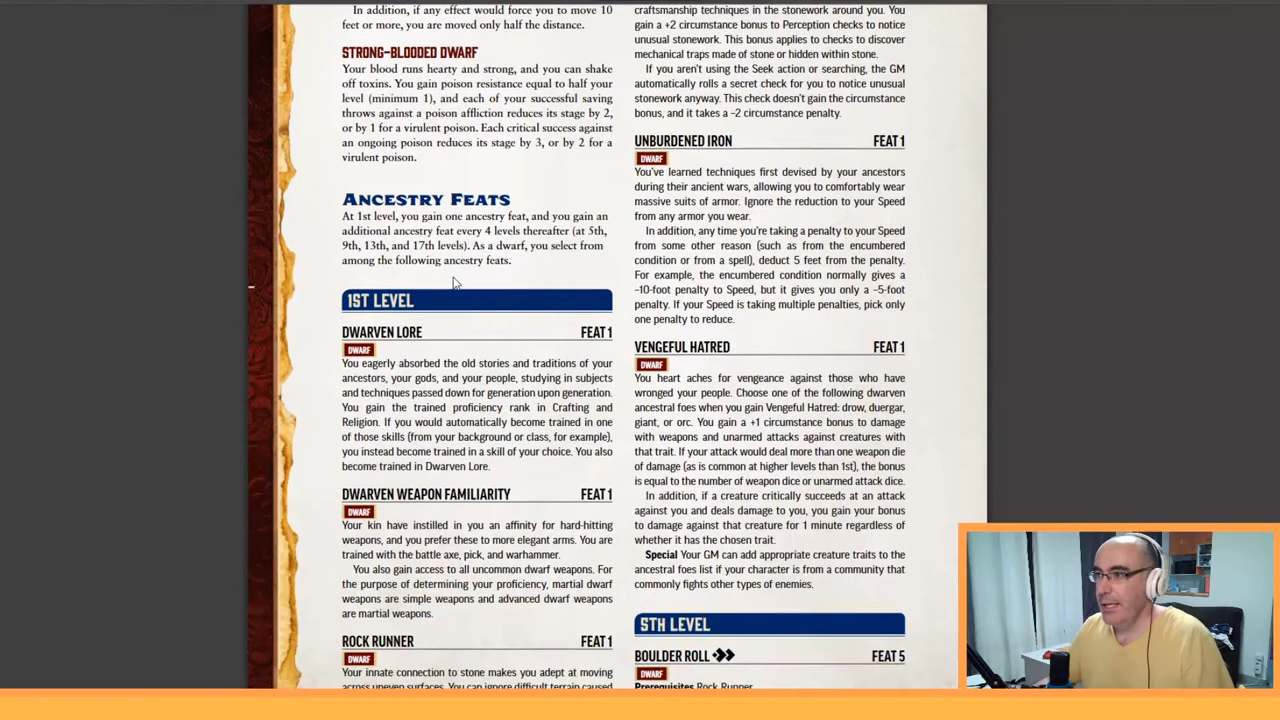 In addition, if any effect would force you to move 10
feet or more, you are moved only half the distance.
STRONG-BLOODED DWARF
Your blood runs hearty and strong, and you can shake
off toxins. You gain poison resistance equal to half your
level (minimum 1), and each of your successful saving
throws against a poison affliction reduces its stage by 2,
or by 1 for a virulent poison. Each critical success against
an ongoing poison reduces its stage by 3, or by 2 for a
virulent poison.
ANCESTRY FEATS
At 1st level, you gain one ancestry feat, and you gain an
additional ancestry feat every 4 levels thereafter (at 5th,
9th, 13th, and 17th levels). As a dwarf, you select from
among the following ancestry feats.
1ST LEVEL
DWARVEN LORE FEAT 1
DWARF
You eagerly absorbed the old stories and traditions of your
ancestors, your gods, and your people, studying in subjects
and techniques passed down for generation upon generation.
You gain the trained proficiency rank in Crafting and
Religion. If you would automatically become trained in one
of those skills (from your background or class, for example),
you instead become trained in a skill of your choice. You also
become trained in Dwarven Lore.
DWARVEN WEAPON FAMILIARITY FEAT 1
DWARF
Your kin have instilled in you an affinity for hard-hitting
weapons, and you prefer these to more elegant arms. You are
trained with the battle axe, pick, and warhammer.
You also gain access to all uncommon dwarf weapons. For
the purpose of determining your proficiency, martial dwarf
weapons are simple weapons and advanced dwarf weapons
are martial weapons.
ROCK RUNNER FEAT 1
DWARF
Your innate connection to stone makes you adept at moving
across uneven surfaces. You can ignore difficult terrain caused
craftsmanship techniques in the stonework around you. You
gain a +2 circumstance bonus to Perception checks to notice
unusual stonework. This bonus applies to checks to discover
mechanical traps made of stone or hidden within stone.
If you aren't using the Seek action or searching, the GM
automatically rolls a secret check for you to notice unusual
stonework anyway. This check doesn't gain the circumstance
bonus, and it takes a –2 circumstance penalty.
UNBURDENED IRON FEAT 1
DWARF
You've learned techniques first devised by your ancestors
during their ancient wars, allowing you to comfortably wear
massive suits of armor. Ignore the reduction to your Speed
from any armor you wear.
In addition, any time you're taking a penalty to your Speed
from some other reason (such as from the encumbered
condition or from a spell), deduct 5 feet from the penalty.
For example, the encumbered condition normally gives a
–10-foot penalty to Speed, but it gives you only a –5-foot
penalty. If your Speed is taking multiple penalties, pick only
one penalty to reduce.
VENGEFUL HATRED FEAT 1
DWARF
You heart aches for vengeance against those who have
wronged your people. Choose one of the following dwarven
ancestral foes when you gain Vengeful Hatred: drow, duergar,
giant, or orc. You gain a +1 circumstance bonus to damage
with weapons and unarmed attacks against creatures with
that trait. If your attack would deal more than one weapon die
of damage (as is common at higher levels than 1st), the bonus
is equal to the number of weapon dice or unarmed attack dice.
In addition, if a creature critically succeeds at an attack
against you and deals damage to you, you gain your bonus
to damage against that creature for 1 minute regardless of
whether it has the chosen trait.
Special Your GM can add appropriate creature traits to the
ancestral foes list if your character is from a community that
commonly fights other types of enemies.
5TH LEVEL
BOULDER ROLL FEAT 5
DWARF
Prerequisites Rock Runner